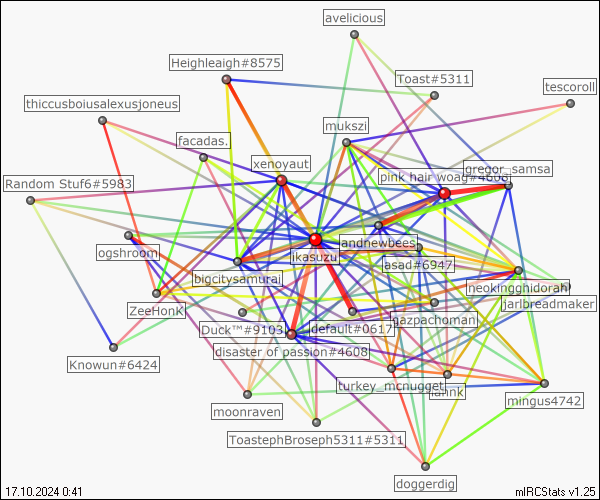 avelicious
Heighleaigh#8575
Toast#5311
tescoroll
thiccusboiusalexusjoneus
mukszi
facadas.
xenoyaut
gregor_samsa
pink hair woag#4668
Random Stuf6#5983
andnewbees
ogshroom
ikasuzu
asad#6947
bigcitysamurai
neokingghidorah
ZeeHonK
jarlbreadmaker
Duck™#9103
default#0617
gazpachoman
disaster of passion#4608
Knowun#6424
turkey_mcnugget
mingus4742
moonraven
ToastephBroseph5311#5311
doggerdig
17.10.2024 0:41
mIRCStats v1.25